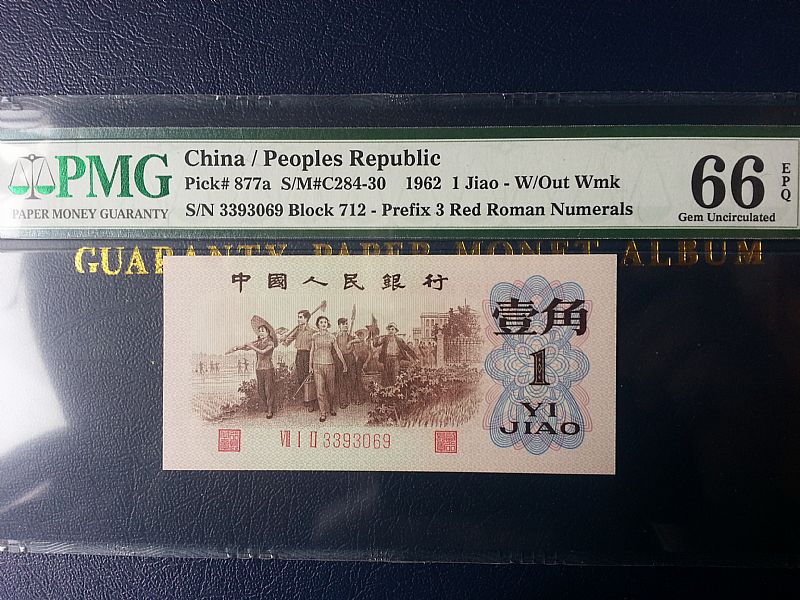 PMG
PAPER MONEY GUARANTY
China / Peoples Republic
Pick# 877a S/M#C284-30 1962 1 Jiao - W/Out Wmk
S/N 3393069 Block 712 - Prefix 3 Red Roman Numerals
66
EPQ
Gem Uncirculated
GUARANTY PAPER MONET ALBUM
中國人民銀行
壹角
1
YI
JIAO
VII I II 3393069